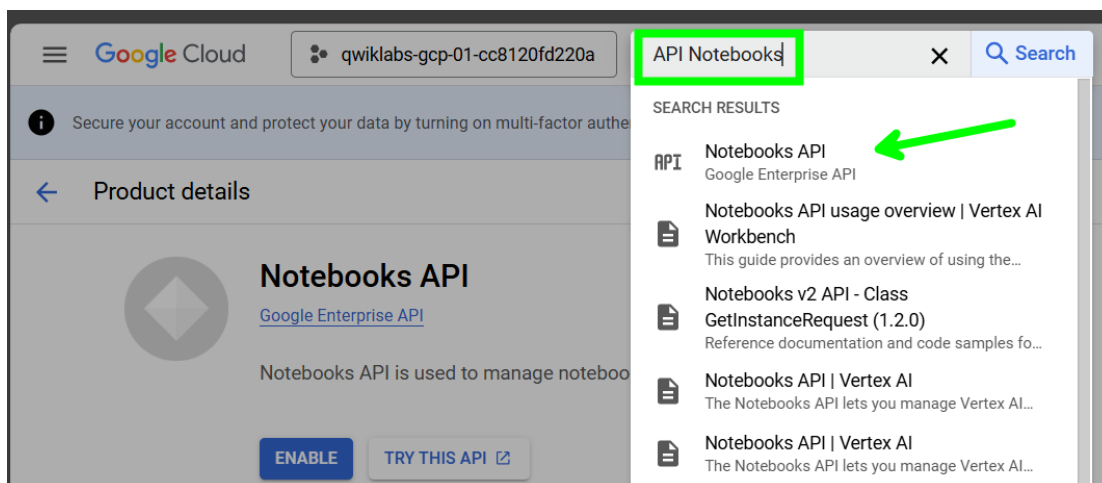 Google Cloud
qwiklabs-gcp-01-cc8120fd220a
API Notebooks
Search
Secure your account and protect your data by turning on multi-factor authe
Product details
Notebooks API
Google Enterprise API
Notebooks API is used to manage noteboo
ENABLE
TRY THIS API
SEARCH RESULTS
API
Notebooks API
Google Enterprise API
Notebooks API usage overview | Vertex AI
Workbench
This guide provides an overview of using the...
Notebooks v2 API - Class
GetInstanceRequest (1.2.0)
Reference documentation and code samples fo...
Notebooks API | Vertex AI
The Notebooks API lets you manage Vertex AI...
Notebooks API | Vertex AI
The Notebooks API lets you manage Vertex AI...